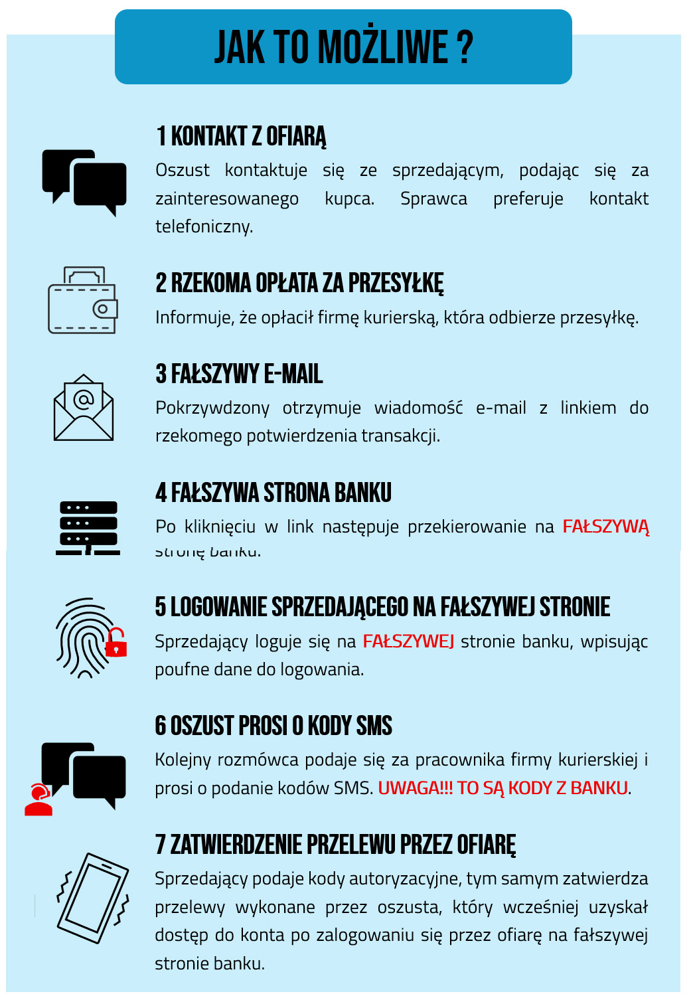 JAK TO MOŻLIWE ?
1 KONTAKT Z OFIARĄ
Oszust kontaktuje się ze sprzedającym, podając się za
zainteresowanego kupca. Sprawca preferuje kontakt
telefoniczny.
2 RZEKOMA OPŁATA ZA PRZESYŁKĘ
Informuje, że opłacił firmę kurierską, która odbierze przesyłkę.
3 FAŁSZYWY E-MAIL
Pokrzywdzony otrzymuje wiadomość e-mail z linkiem do
rzekomego potwierdzenia transakcji.
4 FAŁSZYWA STRONA BANKU
Po kliknięciu w link następuje przekierowanie na FAŁSZYWĄ
stronę banku.
5 LOGOWANIE SPRZEDAJĄCEGO NA FAŁSZYWEJ STRONIE
Sprzedający loguje się na FAŁSZYWEJ stronie banku, wpisując
poufne dane do logowania.
6 OSZUST PROSI O KODY SMS
Kolejny rozmówca podaje się za pracownika firmy kurierskiej i
prosi o podanie kodów SMS. UWAGA!!! TO SĄ KODY Z BANKU.
7 ZATWIERDZENIE PRZELEWU PRZEZ OFIARĘ
Sprzedający podaje kody autoryzacyjne, tym samym zatwierdza
przelewy wykonane przez oszusta, który wcześniej uzyskał
dostęp do konta po zalogowaniu się przez ofiarę na fałszywej
stronie banku.